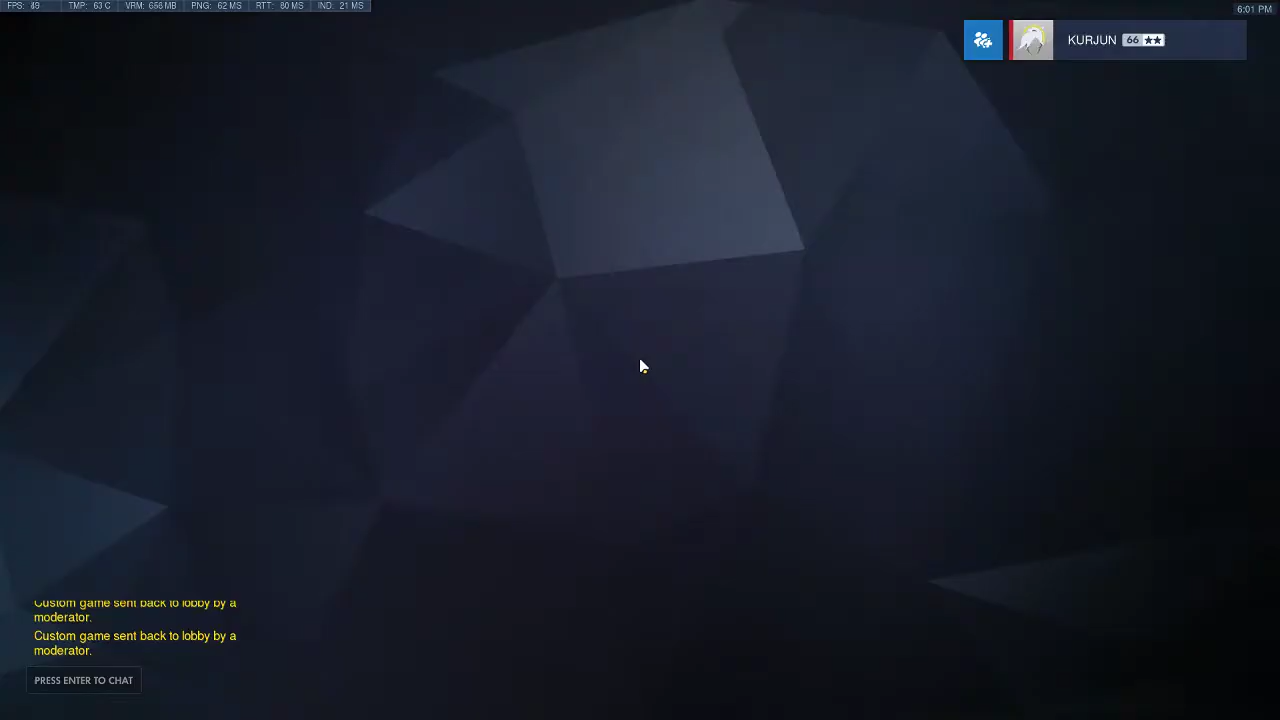 FPS: 49 TMP: 63 C VRM: 656 MB PNG: 62 MS RTT: 80 MS IND: 21 MS
6:01 PM
KURJUN 66
Custom game sent back to lobby by a
moderator.
Custom game sent back to lobby by a
moderator.
PRESS ENTER TO CHAT